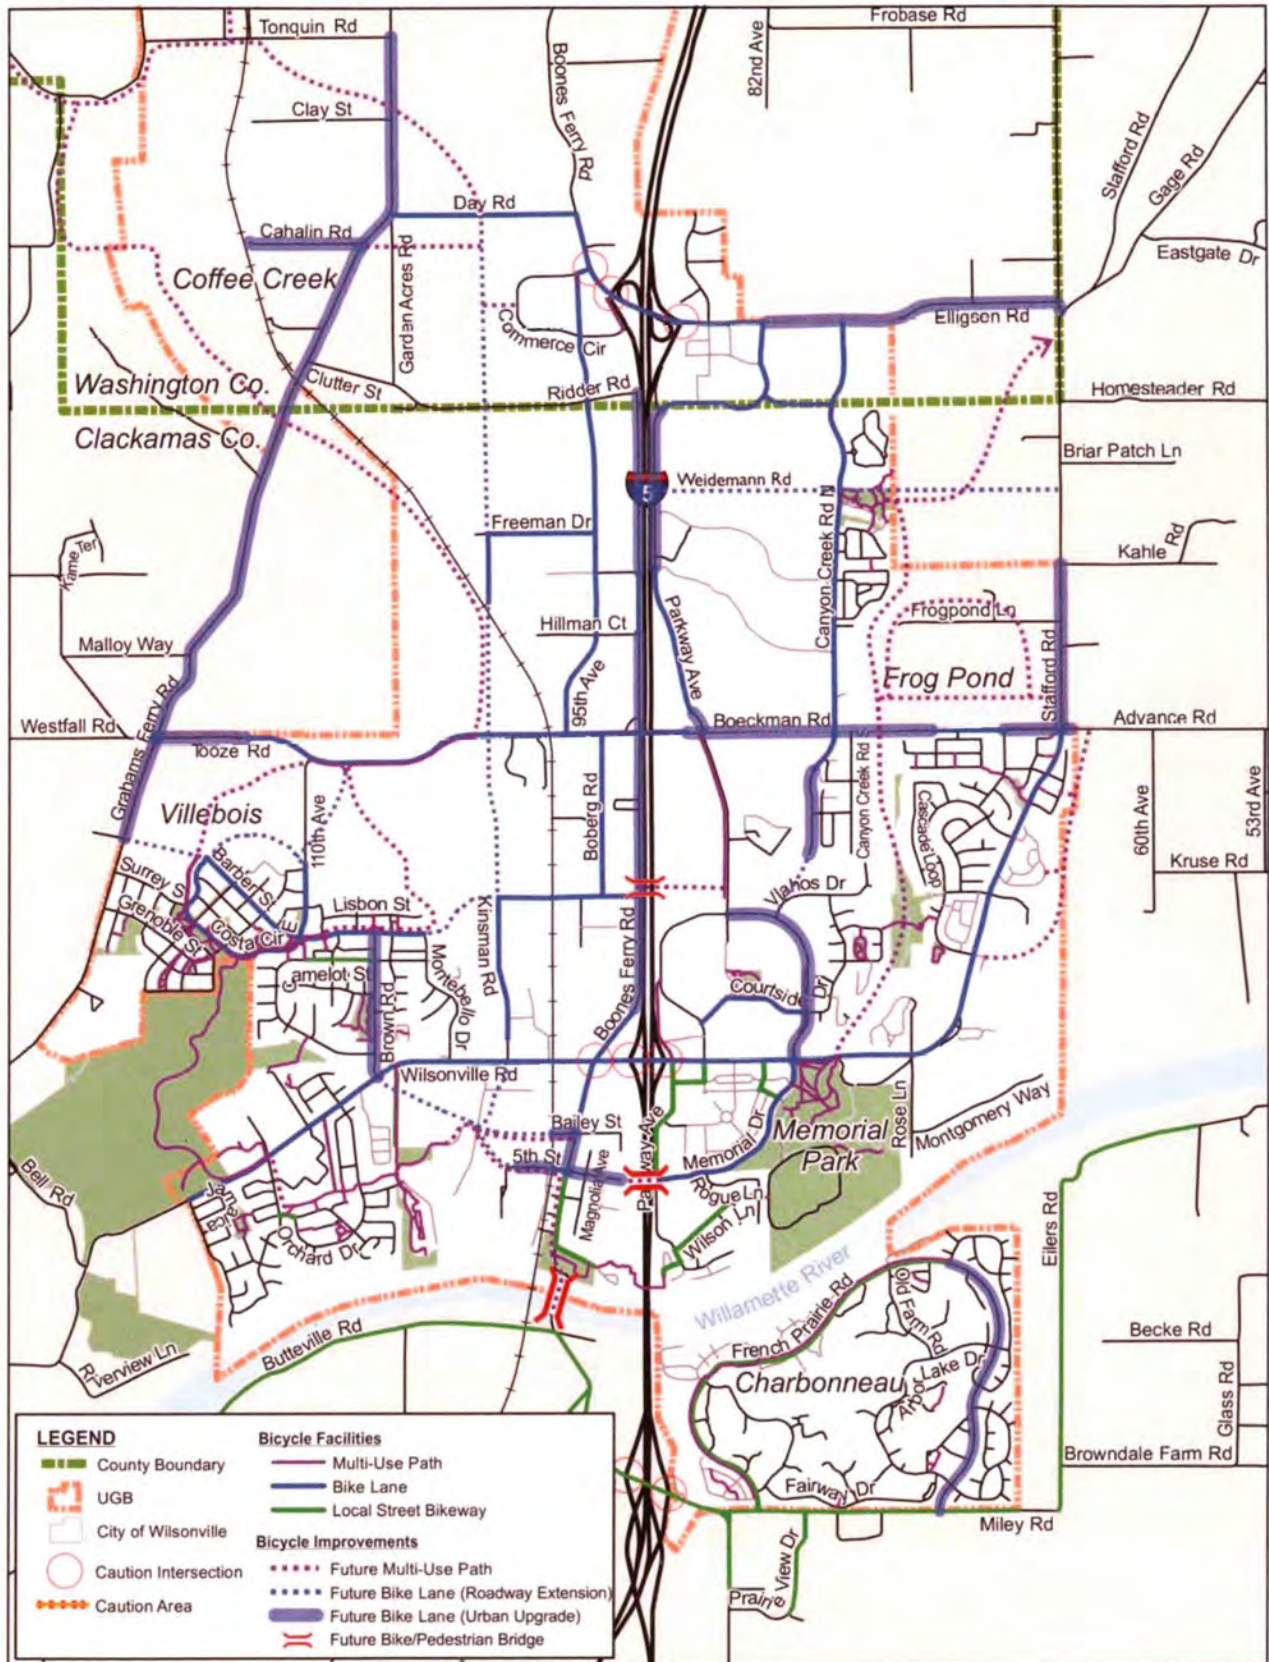 Frobase Rd
Tonquin Rd
82nd Ave
Boones Ferry Rd
Clay St
Stafford Rd
Gage Rd
Day Rd
Cahalin Rd
Eastgate Dr
Coffee Creek
Garden Acres Rd
Elligsen Rd
Commerce Cir
Washington Co.
Clutter St
Ridder Rd
Homesteader Rd
Clackamas Co.
Briar Patch Ln
Weidemann Rd
5
Canyon Creek Rd N
Freeman Dr
Kame Ter
Kahle Rd
Parkway Ave
Frogpond Ln
Hillman Ct
Malloy Way
Stafford Rd
Frog Pond
95th Ave
Grahams Ferry Rd
Westfall Rd
Boeckman Rd
Advance Rd
Tooze Rd
Villebois
110th Ave
Boberg Rd
Canyon Creek Rd S
Cascade Loop
60th Ave
53rd Ave
Surrey St
Barber St
Kruse Rd
Vlahos Dr
Grenoble St
Lisbon St
Costa Cir E
Kinsman Rd
Boones Ferry Rd
Camelot St
Montebello Dr
Courtside Dr
Brown Rd
Wilsonville Rd
Rose Ln
Montgomery Way
Bailey St
Parkway Ave
Memorial Dr
Memorial
Park
5th St
Magnolia Ave
Rogue Ln
Bell Rd
Jamaica
Wilson Ln
Orchard Dr
Eilers Rd
Willamette River
Old Farm Rd
French Prairie Rd
Butteville Rd
Becke Rd
Riverview Ln
Arbor Lake Dr
Charbonneau
Glass Rd
Browndale Farm Rd
Fairway Dr
Miley Rd
Prairie View Dr
LEGEND
County Boundary
UGB
City of Wilsonville
Caution Intersection
Caution Area
Bicycle Facilities
Multi-Use Path
Bike Lane
Local Street Bikeway
Bicycle Improvements
Future Multi-Use Path
Future Bike Lane (Roadway Extension)
Future Bike Lane (Urban Upgrade)
Future Bike/Pedestrian Bridge